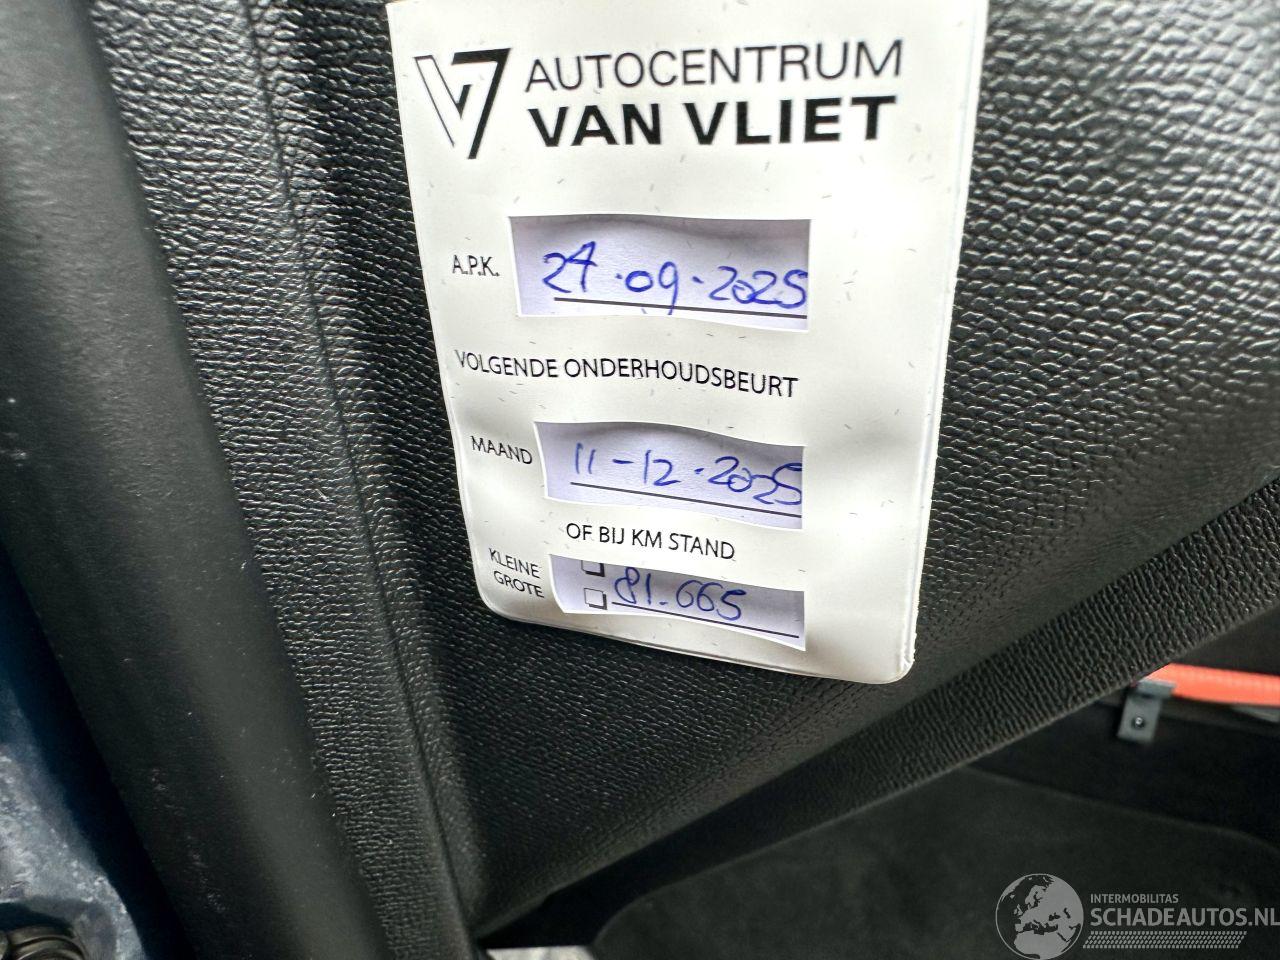 AUTOCENTRUM
VAN VLIET
A.P.K.
24.09.2025
VOLGENDE ONDERHOUDSBEURT
MAAND
11-12.2025
OF BIJ KM STAND
KLEINE
GROTE
81.665
INTERMOBILITAS
SCHADEAUTOS.NL